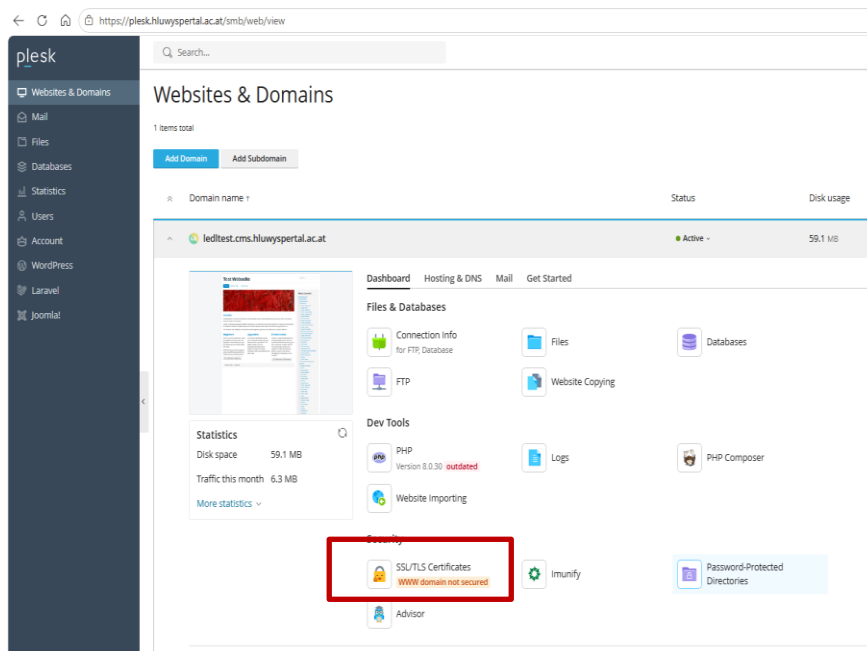 https://plesk.hluwyspertal.ac.at/smb/web/view
plesk
Search...
Websites & Domains
Mail
Files
Databases
Statistics
Users
Account
WordPress
Laravel
Joomla!
Websites & Domains
1 items total
Add Domain Add Subdomain
Domain name ↑ Status Disk usage
ledltest.cms.hluwyspertal.ac.at Active 59.1 MB
Test Website
Dashboard Hosting & DNS Mail Get Started
Files & Databases
Connection Info
for FTP, Database
Files
Databases
FTP
Website Copying
Statistics
Disk space 59.1 MB
Traffic this month 6.3 MB
More statistics
Dev Tools
PHP
php
Version 8.0.30 outdated
Logs
PHP Composer
Website Importing
Security
SSL/TLS Certificates
WWW domain not secured
Imunify
Password-Protected
Directories
Advisor